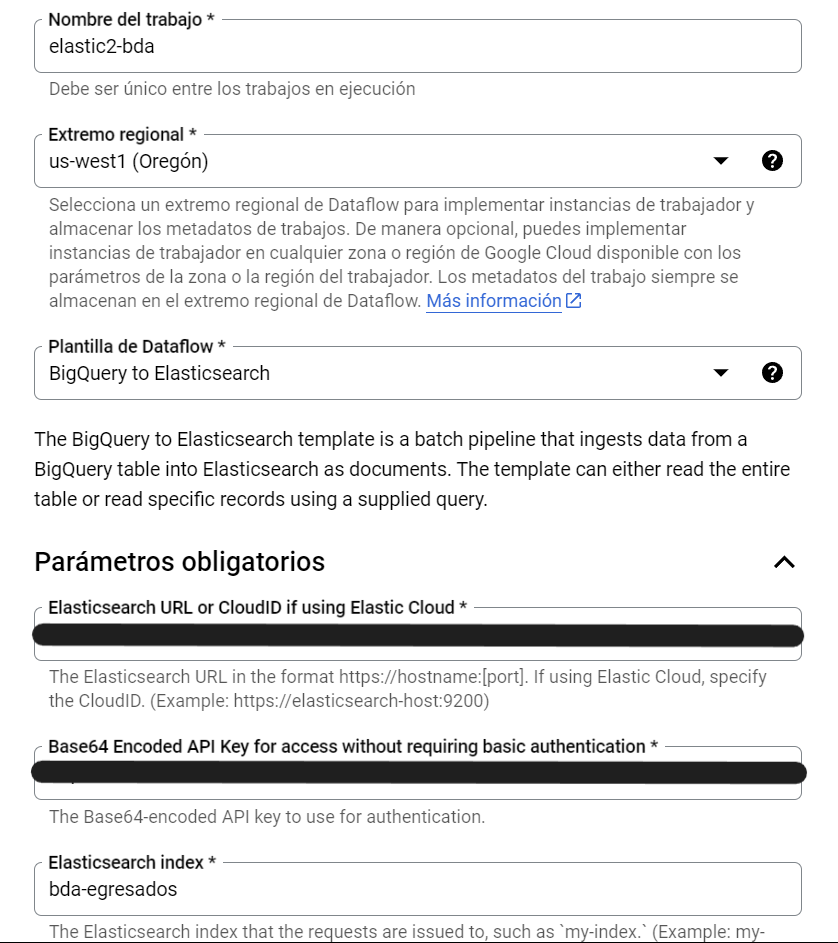 Nombre del trabajo *
elastic2-bda
Debe ser único entre los trabajos en ejecución
Extremo regional *
us-west1 (Oregón)
Selecciona un extremo regional de Dataflow para implementar instancias de trabajador y
almacenar los metadatos de trabajos. De manera opcional, puedes implementar
instancias de trabajador en cualquier zona o región de Google Cloud disponible con los
parámetros de la zona o la región del trabajador. Los metadatos del trabajo siempre se
almacenan en el extremo regional de Dataflow. Más información
Plantilla de Dataflow *
BigQuery to Elasticsearch
The BigQuery to Elasticsearch template is a batch pipeline that ingests data from a
BigQuery table into Elasticsearch as documents. The template can either read the entire
table or read specific records using a supplied query.
Parámetros obligatorios
Elasticsearch URL or CloudID if using Elastic Cloud *
The Elasticsearch URL in the format https://hostname:[port]. If using Elastic Cloud, specify
the CloudID. (Example: https://elasticsearch-host:9200)
Base64 Encoded API Key for access without requiring basic authentication *
The Base64-encoded API key to use for authentication.
Elasticsearch index *
bda-egresados
The Elasticsearch index that the requests are issued to, such as `my-index.` (Example: my-